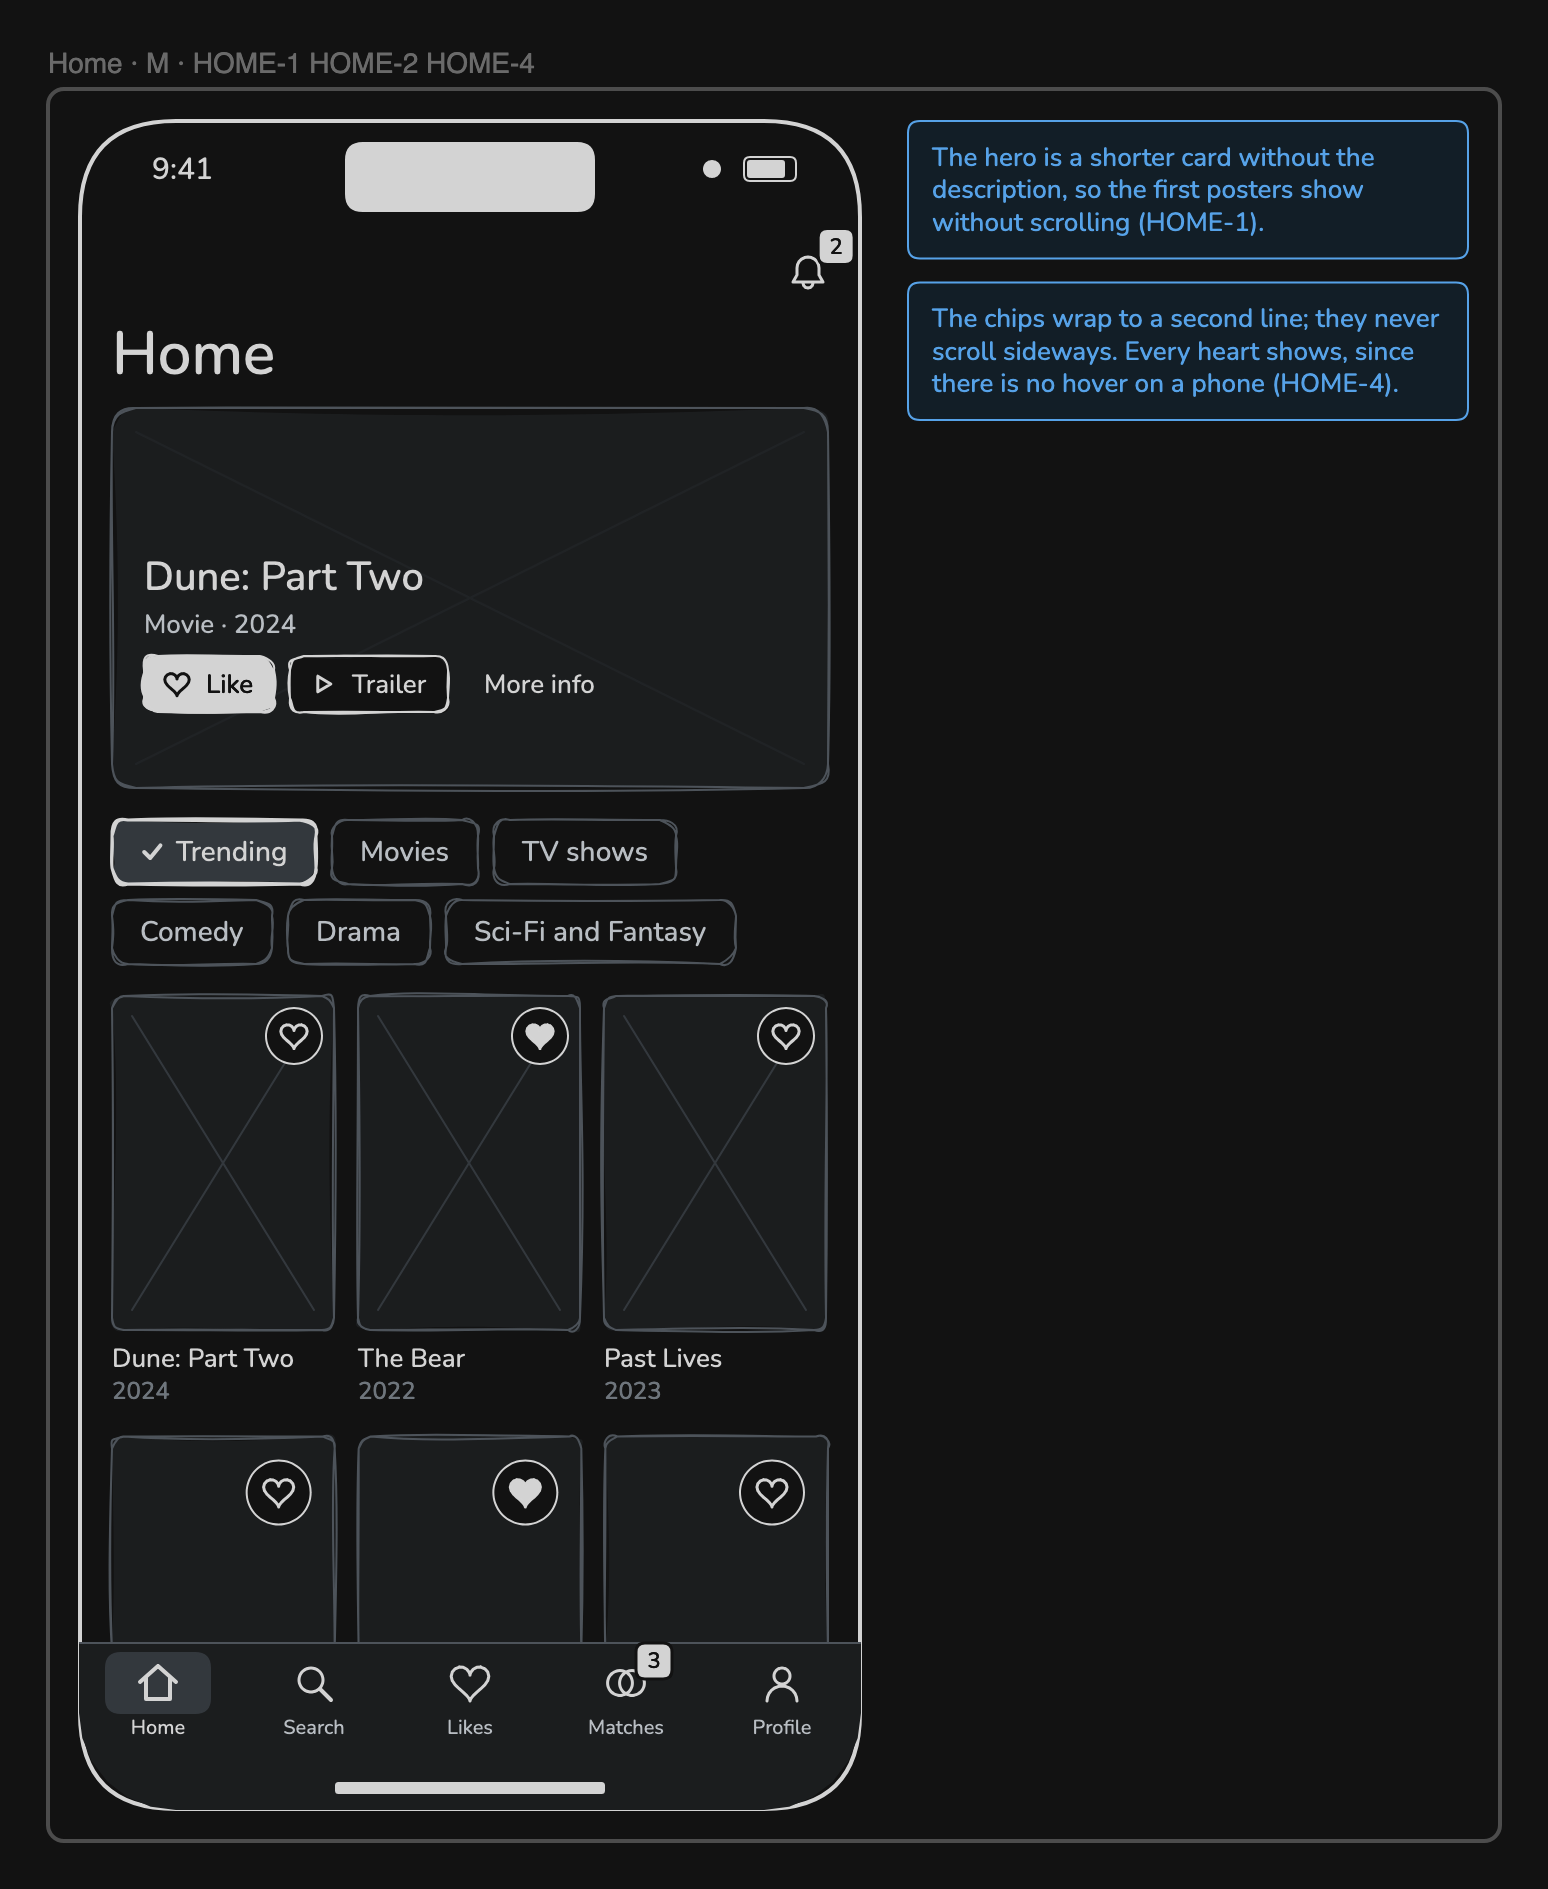 Home · M · HOME-1 HOME-2 HOME-4
9:41
2
Home
Dune: Part Two
Movie · 2024
Like
Trailer
More info
Trending
Movies
TV shows
Comedy
Drama
Sci-Fi and Fantasy
Dune: Part Two
2024
The Bear
2022
Past Lives
2023
3
Home
Search
Likes
Matches
Profile
The hero is a shorter card without the
description, so the first posters show
without scrolling (HOME-1).
The chips wrap to a second line; they never
scroll sideways. Every heart shows, since
there is no hover on a phone (HOME-4).